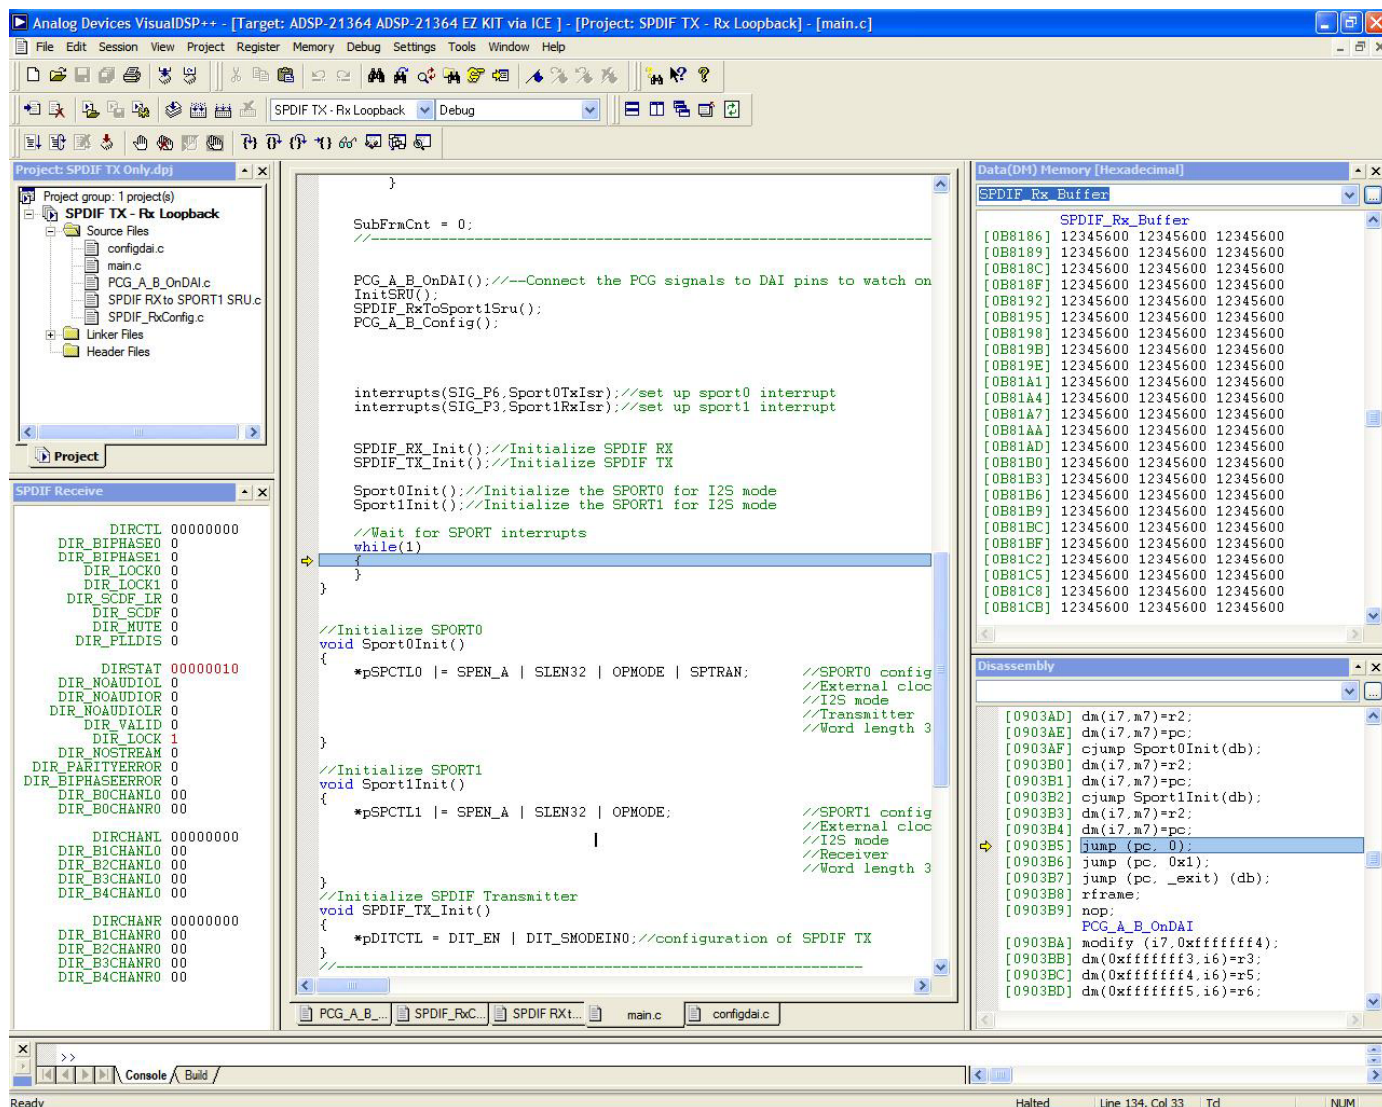 Analog Devices VisualDSP++ - [Target: ADSP-21364 ADSP-21364 EZ KIT via ICE ] - [Project: SPDIF TX - Rx Loopback] - [main.c]
File Edit Session View Project Register Memory Debug Settings Tools Window Help
SPDIF TX - Rx Loopback Debug
Project: SPDIF TX Only.dpj
Project group: 1 project(s)
SPDIF TX - Rx Loopback
Source Files
configdai.c
main.c
PCG_A_B_OnDAI.c
SPDIF RX to SPORT1 SRU.c
SPDIF_RxConfig.c
Linker Files
Header Files
Project
SPDIF Receive
DIRCTL 00000000
DIR_BIPHASE0 0
DIR_BIPHASE1 0
DIR_LOCK0 0
DIR_LOCK1 0
DIR_SCDF_LR 0
DIR_SCDF 0
DIR_MUTE 0
DIR_PLLDIS 0
DIRSTAT 00000010
DIR_NOAUDIOL 0
DIR_NOAUDIOR 0
DIR_NOAUDIOLR 0
DIR_VALID 0
DIR_LOCK 1
DIR_NOSTREAM 0
DIR_PARITYERROR 0
DIR_BIPHASEERROR 0
DIR_B0CHANL0 00
DIR_B0CHANR0 00
DIRCHANL 00000000
DIR_B1CHANL0 00
DIR_B2CHANL0 00
DIR_B3CHANL0 00
DIR_B4CHANL0 00
DIRCHANR 00000000
DIR_B1CHANR0 00
DIR_B2CHANR0 00
DIR_B3CHANR0 00
DIR_B4CHANR0 00
}
SubFrmCnt = 0;
//----------------------------------------------------------------
PCG_A_B_OnDAI();//--Connect the PCG signals to DAI pins to watch on
InitSRU();
SPDIF_RxToSport1Sru();
PCG_A_B_Config();
interrupts(SIG_P6,Sport0TxIsr);//set up sport0 interrupt
interrupts(SIG_P3,Sport1RxIsr);//set up sport1 interrupt
SPDIF_RX_Init();//Initialize SPDIF RX
SPDIF_TX_Init();//Initialize SPDIF TX
Sport0Init();//Initialize the SPORT0 for I2S mode
Sport1Init();//Initialize the SPORT1 for I2S mode
//Wait for SPORT interrupts
while(1)
{
}
}
//Initialize SPORT0
void Sport0Init()
{
*pSPCTL0 |= SPEN_A | SLEN32 | OPMODE | SPTRAN; //SPORT0 config
//External cloc
//I2S mode
//Transmitter
//Word length 3
}
//Initialize SPORT1
void Sport1Init()
{
*pSPCTL1 |= SPEN_A | SLEN32 | OPMODE; //SPORT1 config
//External cloc
//I2S mode
//Receiver
//Word length 3
}
//Initialize SPDIF Transmitter
void SPDIF_TX_Init()
{
*pDITCTL = DIT_EN | DIT_SMODEIN0;//configuration of SPDIF TX
}
//------------------------------------------------------------
PCG_A_B_... SPDIF_RxC... SPDIF RX t... main.c configdai.c
Data(DM) Memory [Hexadecimal]
SPDIF_Rx_Buffer
SPDIF_Rx_Buffer
[0B8186] 12345600 12345600 12345600
[0B8189] 12345600 12345600 12345600
[0B818C] 12345600 12345600 12345600
[0B818F] 12345600 12345600 12345600
[0B8192] 12345600 12345600 12345600
[0B8195] 12345600 12345600 12345600
[0B8198] 12345600 12345600 12345600
[0B819B] 12345600 12345600 12345600
[0B819E] 12345600 12345600 12345600
[0B81A1] 12345600 12345600 12345600
[0B81A4] 12345600 12345600 12345600
[0B81A7] 12345600 12345600 12345600
[0B81AA] 12345600 12345600 12345600
[0B81AD] 12345600 12345600 12345600
[0B81B0] 12345600 12345600 12345600
[0B81B3] 12345600 12345600 12345600
[0B81B6] 12345600 12345600 12345600
[0B81B9] 12345600 12345600 12345600
[0B81BC] 12345600 12345600 12345600
[0B81BF] 12345600 12345600 12345600
[0B81C2] 12345600 12345600 12345600
[0B81C5] 12345600 12345600 12345600
[0B81C8] 12345600 12345600 12345600
[0B81CB] 12345600 12345600 12345600
Disassembly
[0903AD] dm(i7,m7)=r2;
[0903AE] dm(i7,m7)=pc;
[0903AF] cjump Sport0Init(db);
[0903B0] dm(i7,m7)=r2;
[0903B1] dm(i7,m7)=pc;
[0903B2] cjump Sport1Init(db);
[0903B3] dm(i7,m7)=r2;
[0903B4] dm(i7,m7)=pc;
[0903B5] jump (pc, 0);
[0903B6] jump (pc, 0x1);
[0903B7] jump (pc, _exit) (db);
[0903B8] rframe;
[0903B9] nop;
PCG_A_B_OnDAI
[0903BA] modify (i7,0xfffffff4);
[0903BB] dm(0xfffffff3,i6)=r3;
[0903BC] dm(0xfffffff4,i6)=r5;
[0903BD] dm(0xfffffff5,i6)=r6;
>>
Console Build
Ready Halted Line 134, Col 33 Tcl NUM